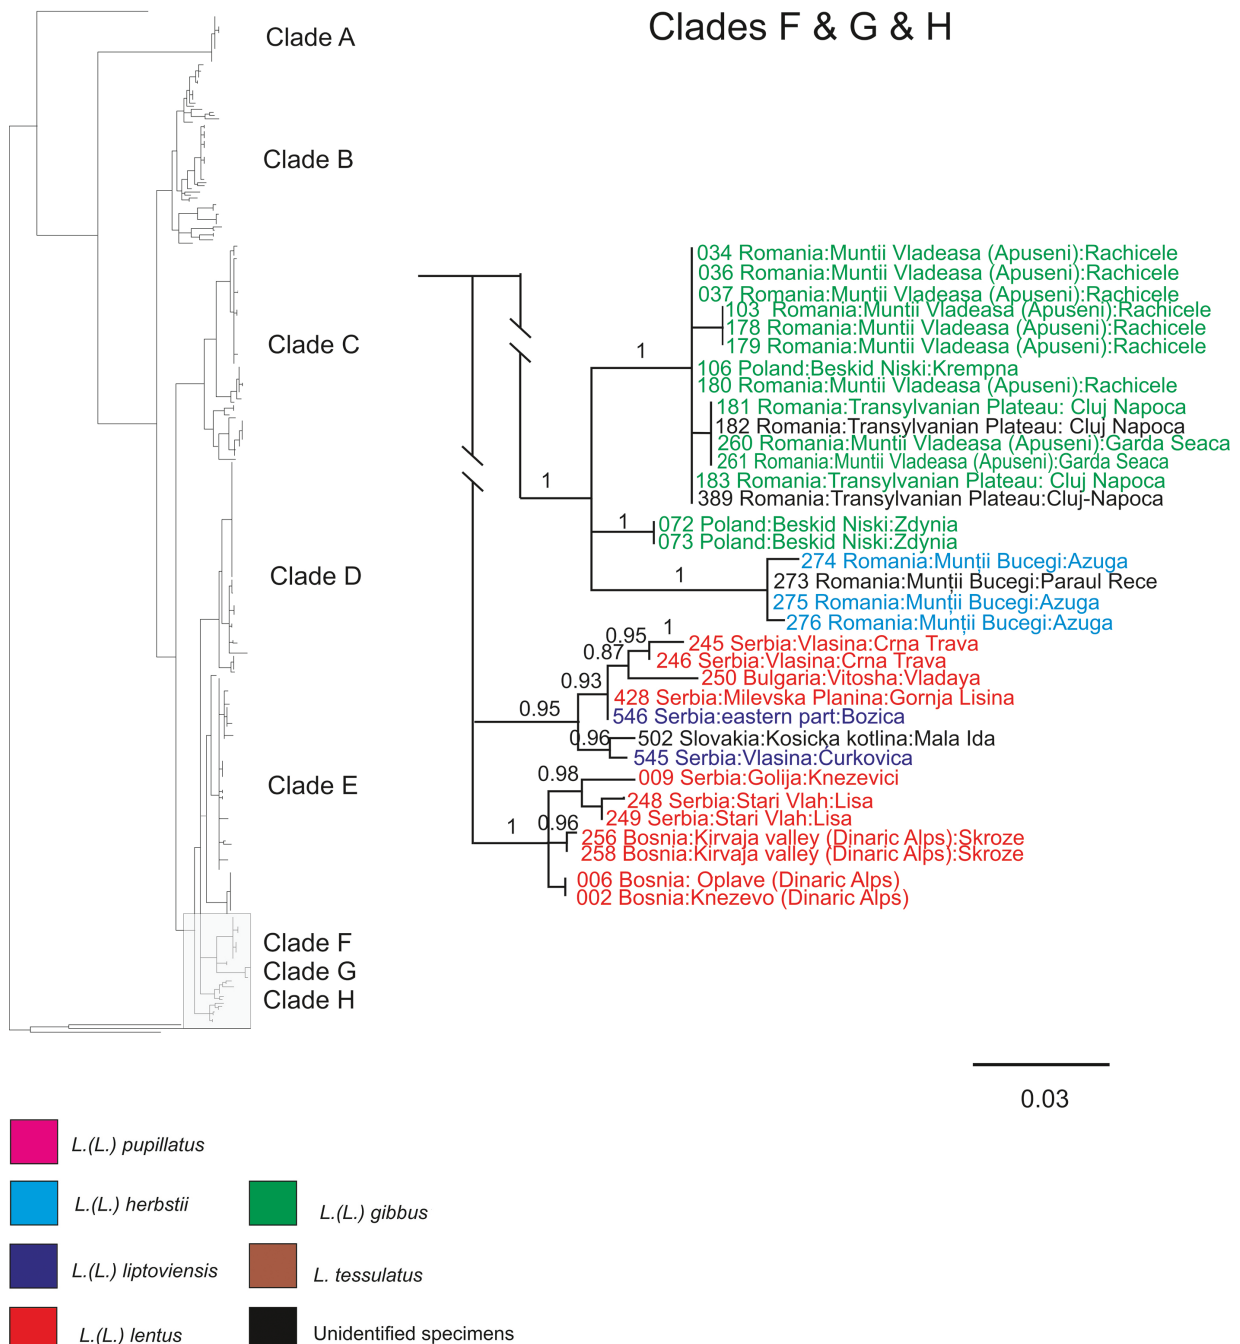 Clades F & G & H
Clade A
Clade B
Clade C
Clade D
Clade E
Clade F
Clade G
Clade H
034 Romania:Muntii Vladeasa (Apuseni):Rachicele
036 Romania:Muntii Vladeasa (Apuseni):Rachicele
037 Romania:Muntii Vladeasa (Apuseni):Rachicele
103 Romania:Muntii Vladeasa (Apuseni):Rachicele
178 Romania:Muntii Vladeasa (Apuseni):Rachicele
179 Romania:Muntii Vladeasa (Apuseni):Rachicele
1
106 Poland:Beskid Niski:Krempna
180 Romania:Muntii Vladeasa (Apuseni):Rachicele
181 Romania:Transylvanian Plateau: Cluj Napoca
182 Romania:Transylvanian Plateau: Cluj Napoca
260 Romania:Muntii Vladeasa (Apuseni):Garda Seaca
261 Romania:Muntii Vladeasa (Apuseni):Garda Seaca
183 Romania:Transylvanian Plateau: Cluj Napoca
1
389 Romania:Transylvanian Plateau:Cluj-Napoca
1
072 Poland:Beskid Niski:Zdynia
073 Poland:Beskid Niski:Zdynia
274 Romania:Munții Bucegi:Azuga
1
273 Romania:Munții Bucegi:Paraul Rece
275 Romania:Munții Bucegi:Azuga
276 Romania:Munții Bucegi:Azuga
0.95
1
245 Serbia:Vlasina:Crna Trava
0.87
246 Serbia:Vlasina:Crna Trava
0.93
250 Bulgaria:Vitosha:Vladaya
428 Serbia:Milevska Planina:Gornja Lisina
0.95
546 Serbia:eastern part:Bozica
0.96
502 Slovakia:Kosicka kotlina:Mala Ida
545 Serbia:Vlasina:Curkovica
0.98
009 Serbia:Golija:Knezevici
248 Serbia:Stari Vlah:Lisa
249 Serbia:Stari Vlah:Lisa
1
0.96
256 Bosnia:Kirvaja valley (Dinaric Alps):Skroze
258 Bosnia:Kirvaja valley (Dinaric Alps):Skroze
006 Bosnia: Oplave (Dinaric Alps)
002 Bosnia:Knezevo (Dinaric Alps)
0.03
L.(L.) pupillatus
L.(L.) herbstii
L.(L.) gibbus
L.(L.) liptoviensis
L. tessulatus
L.(L.) lentus
Unidentified specimens